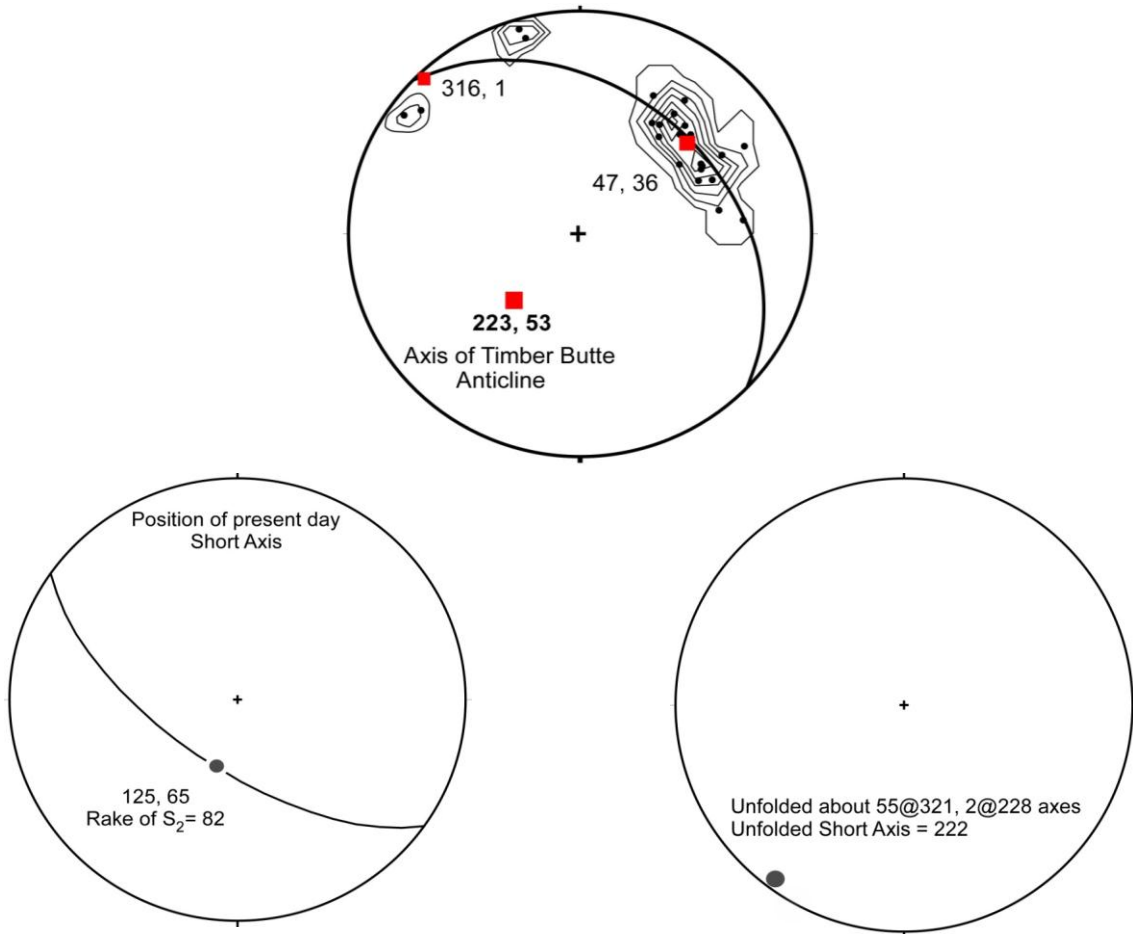 316, 1
47, 36
223, 53
Axis of Timber Butte
Anticline
Position of present day
Short Axis
125, 65
Rake of S2= 82
Unfolded about 55@321, 2@228 axes
Unfolded Short Axis = 222